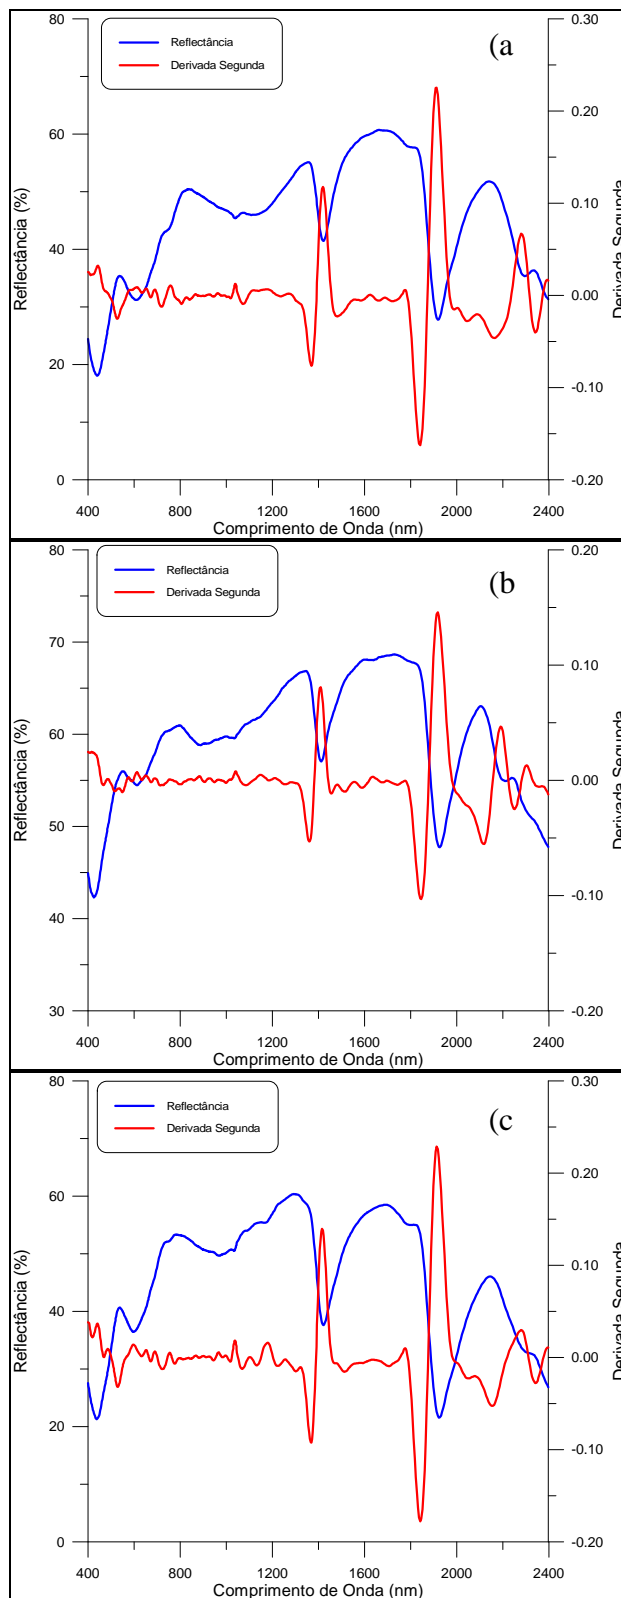 80
60
40
20
0
0.30
0.20
0.10
0.00
-0.10
-0.20
Reflectância
Derivada Segunda
(a
Reflectância (%)
Derivada Segunda
400 800 1200 1600 2000 2400
Comprimento de Onda (nm)
80
70
60
50
40
30
0.20
0.10
0.00
-0.10
-0.20
Reflectância
Derivada Segunda
(b
Reflectância (%)
Derivada Segunda
400 800 1200 1600 2000 2400
Comprimento de Onda (nm)
80
60
40
20
0
0.30
0.20
0.10
0.00
-0.10
-0.20
Reflectância
Derivada Segunda
(c
Reflectância (%)
Derivada Segunda
400 800 1200 1600 2000 2400
Comprimento de Onda (nm)